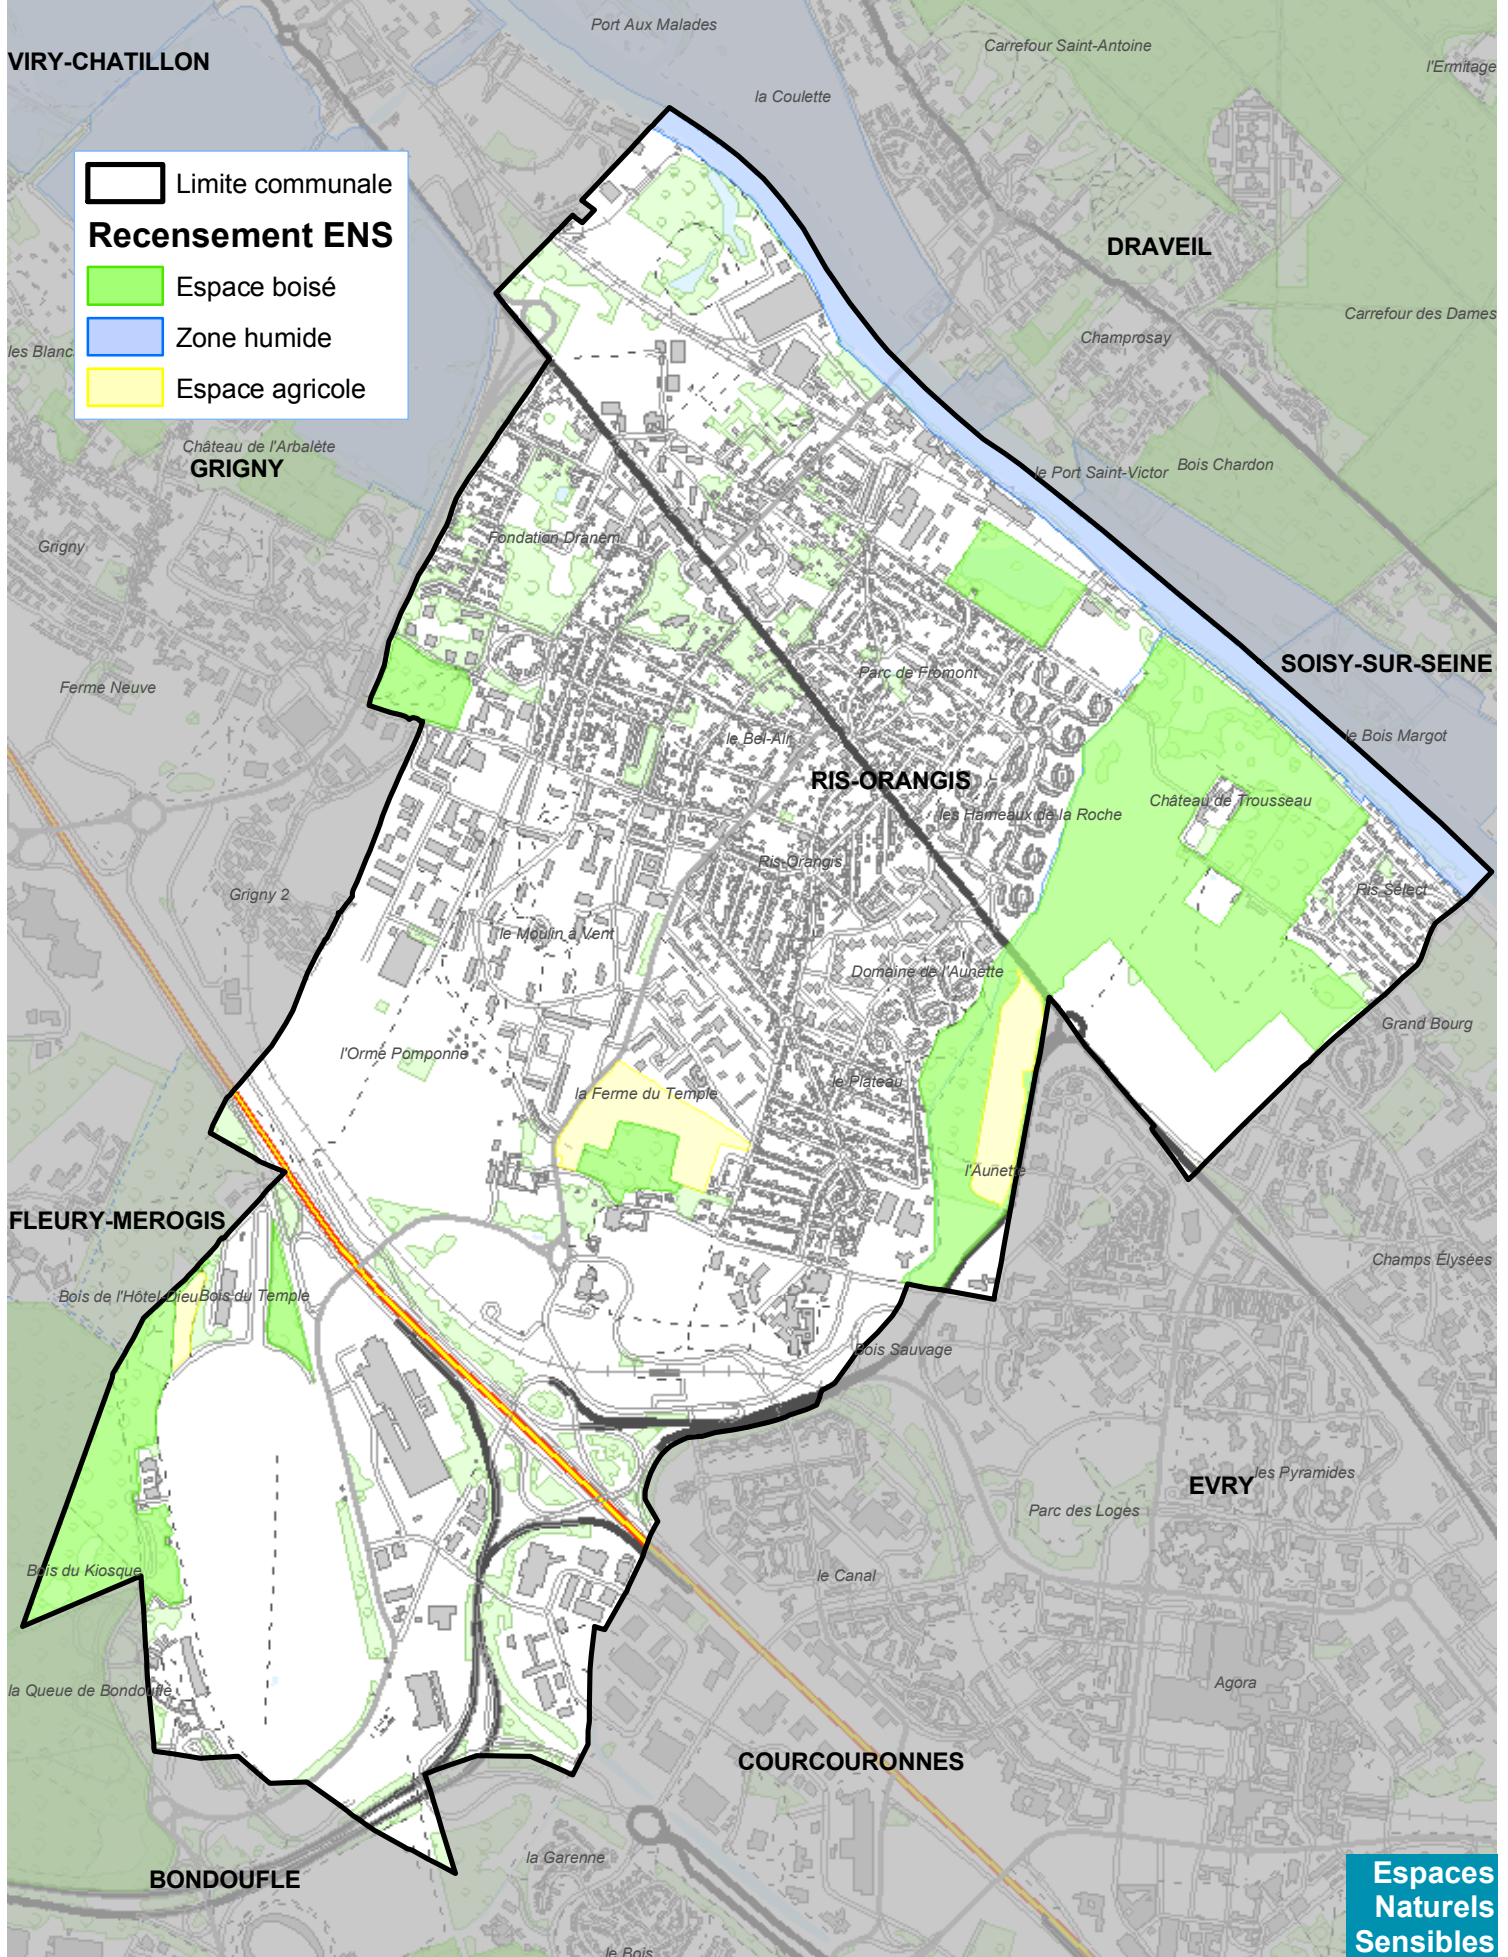 Port Aux Malades
Carrefour Saint-Antoine
VIRY-CHATILLON
l'Ermitage
la Coulette
Limite communale
Recensement ENS
DRAVEIL
Espace boisé
Carrefour des Dames
Zone humide
Champrosay
les Blanc
Espace agricole
Château de l'Arbalète
GRIGNY
le Port Saint-Victor
Bois Chardon
Fondation Dranem
Grigny
SOISY-SUR-SEINE
Parc de Fromont
Ferme Neuve
le Bel-Air
le Bois Margot
RIS-ORANGIS
Château de Trousseau
les Hameaux de la Roche
Ris-Orangis
Ris Sélect
Grigny 2
le Moulin à Vent
Domaine de l'Aunette
Grand Bourg
l'Orme Pomponne
la Ferme du Temple
le Plateau
l'Aunette
FLEURY-MEROGIS
Champs Élysées
Bois de l'Hôtel-Dieu
Bois du Temple
Bois Sauvage
EVRY
les Pyramides
Parc des Loges
Bois du Kiosque
le Canal
la Queue de Bondoufle
Agora
COURCOURONNES
la Garenne
BONDOUFLE
Espaces
Naturels
Sensibles
le Bois